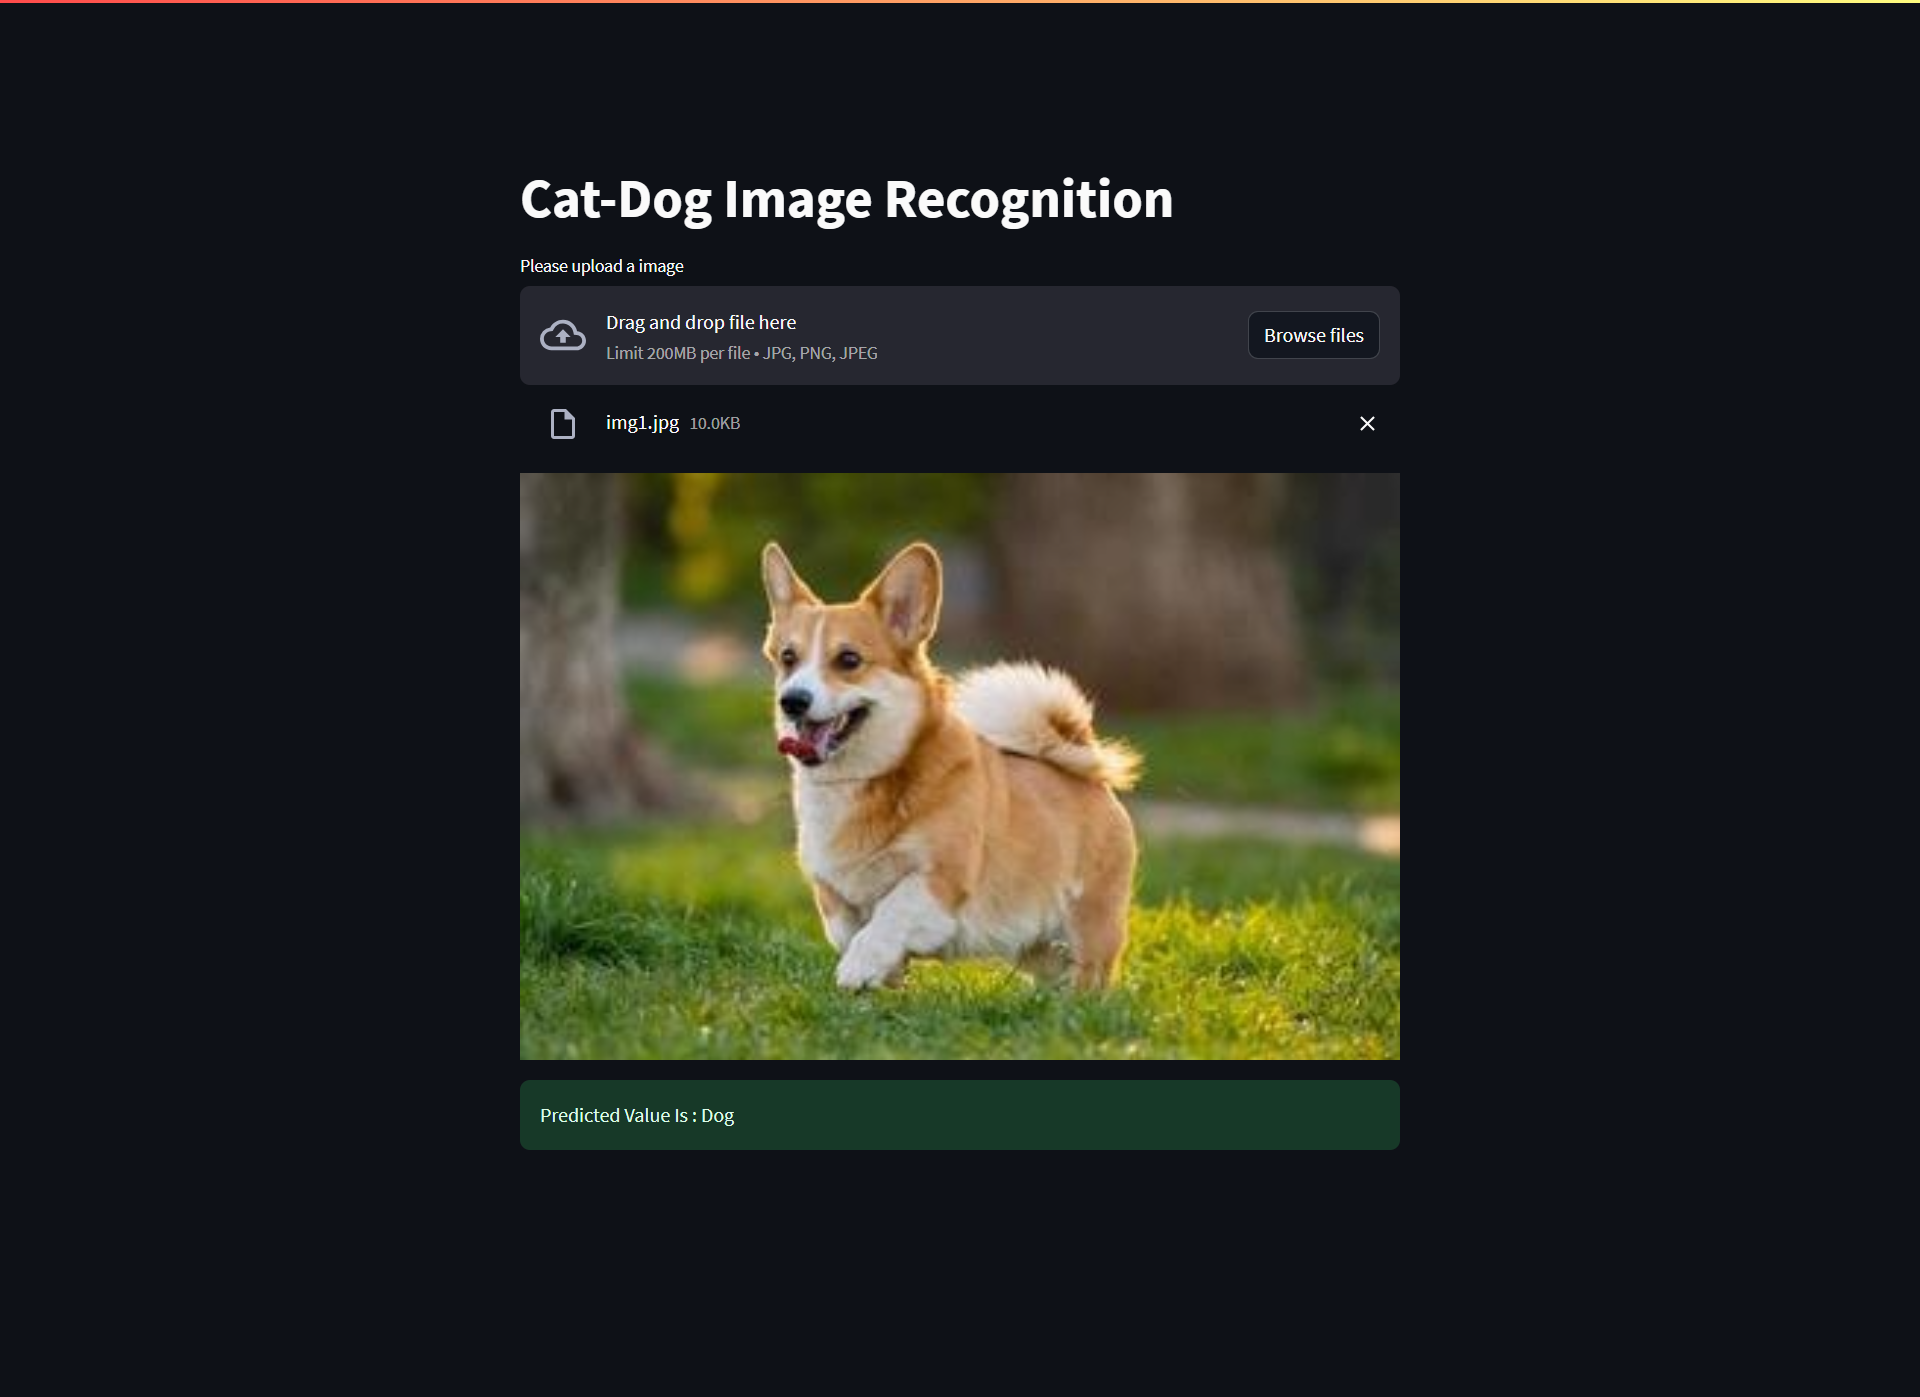 Cat-Dog Image Recognition
Please upload a image
Drag and drop file here
Limit 200MB per file • JPG, PNG, JPEG
Browse files
img1.jpg 10.0KB
Predicted Value Is : Dog